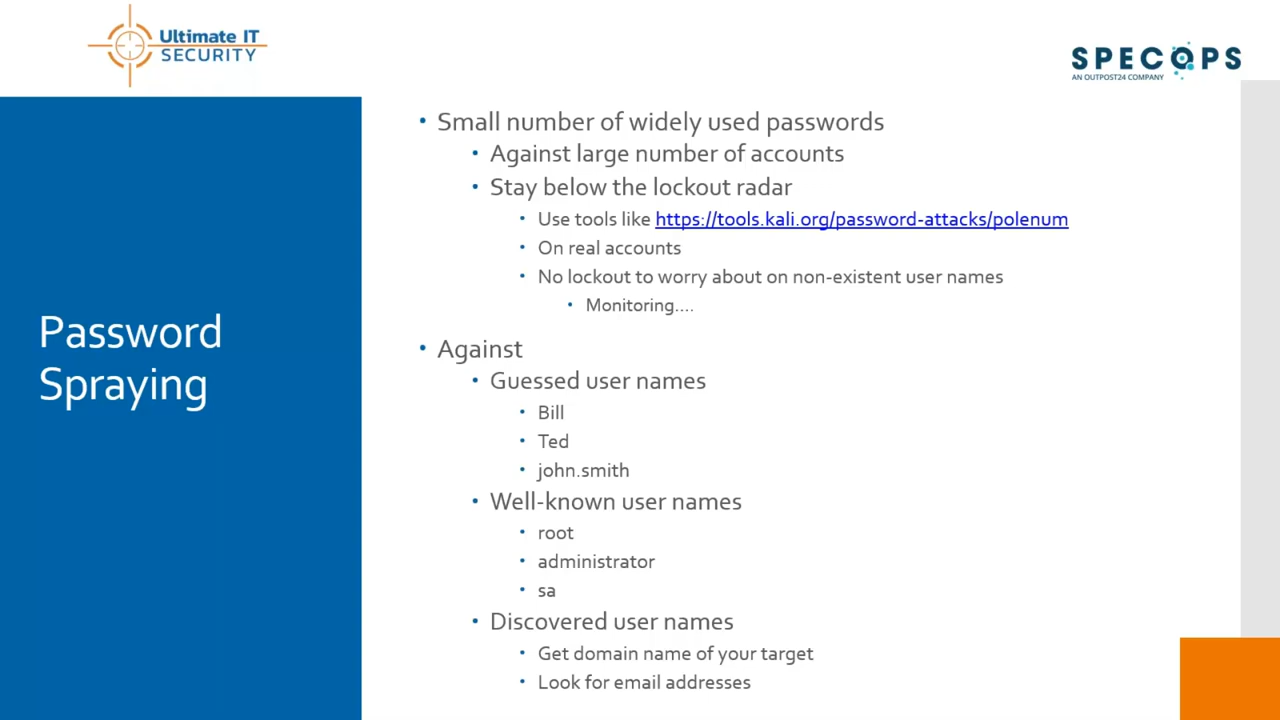 Ultimate IT
SECURITY
SPECOPS
AN OUTPOST24 COMPANY
Password
Spraying
• Small number of widely used passwords
• Against large number of accounts
• Stay below the lockout radar
• Use tools like https://tools.kali.org/password-attacks/polenum
• On real accounts
• No lockout to worry about on non-existent user names
• Monitoring....
• Against
• Guessed user names
• Bill
• Ted
• john.smith
• Well-known user names
• root
• administrator
• sa
• Discovered user names
• Get domain name of your target
• Look for email addresses